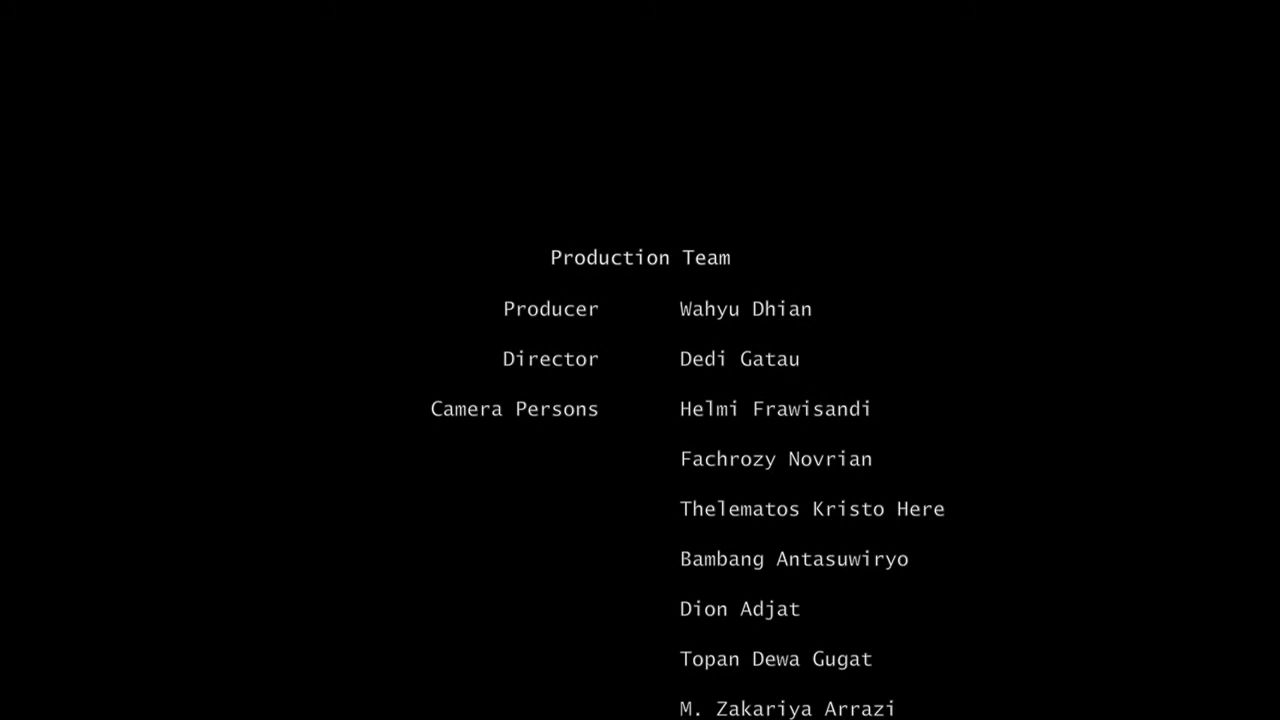 Production Team
Producer Wahyu Dhian
Director Dedi Gatau
Camera Persons Helmi Frawisandi
Fachrozy Novrian
Thelematos Kristo Here
Bambang Antasuwiryo
Dion Adjat
Topan Dewa Gugat
M. Zakariya Arrazi